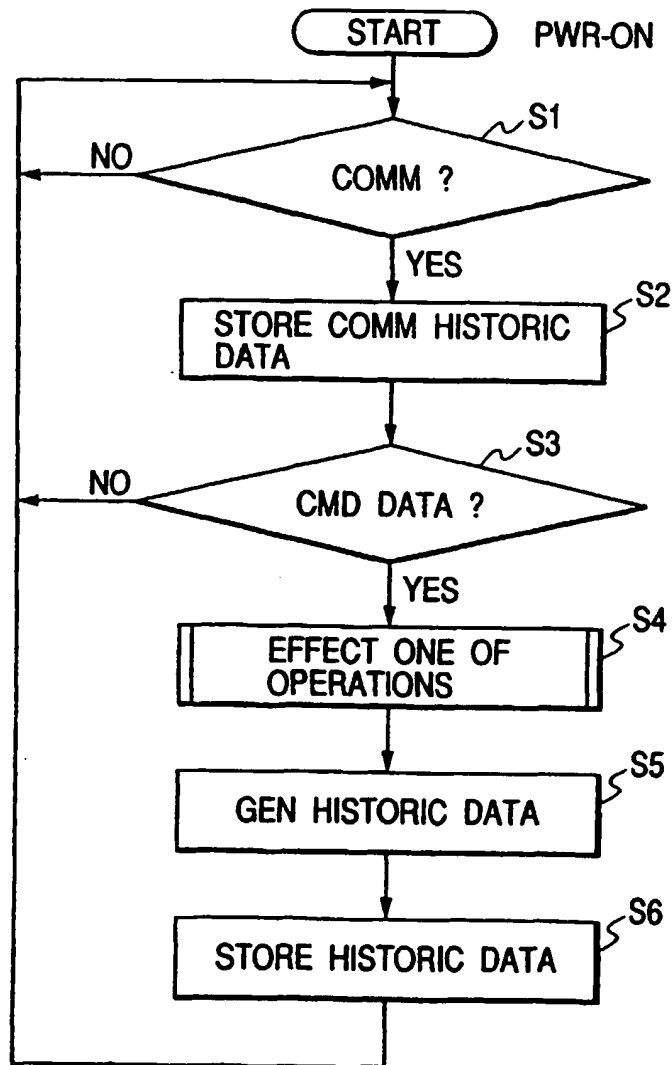 START
PWR-ON
S1
NO
COMM ?
YES
S2
STORE COMM HISTORIC
DATA
S3
NO
CMD DATA ?
YES
S4
EFFECT ONE OF
OPERATIONS
S5
GEN HISTORIC DATA
S6
STORE HISTORIC DATA